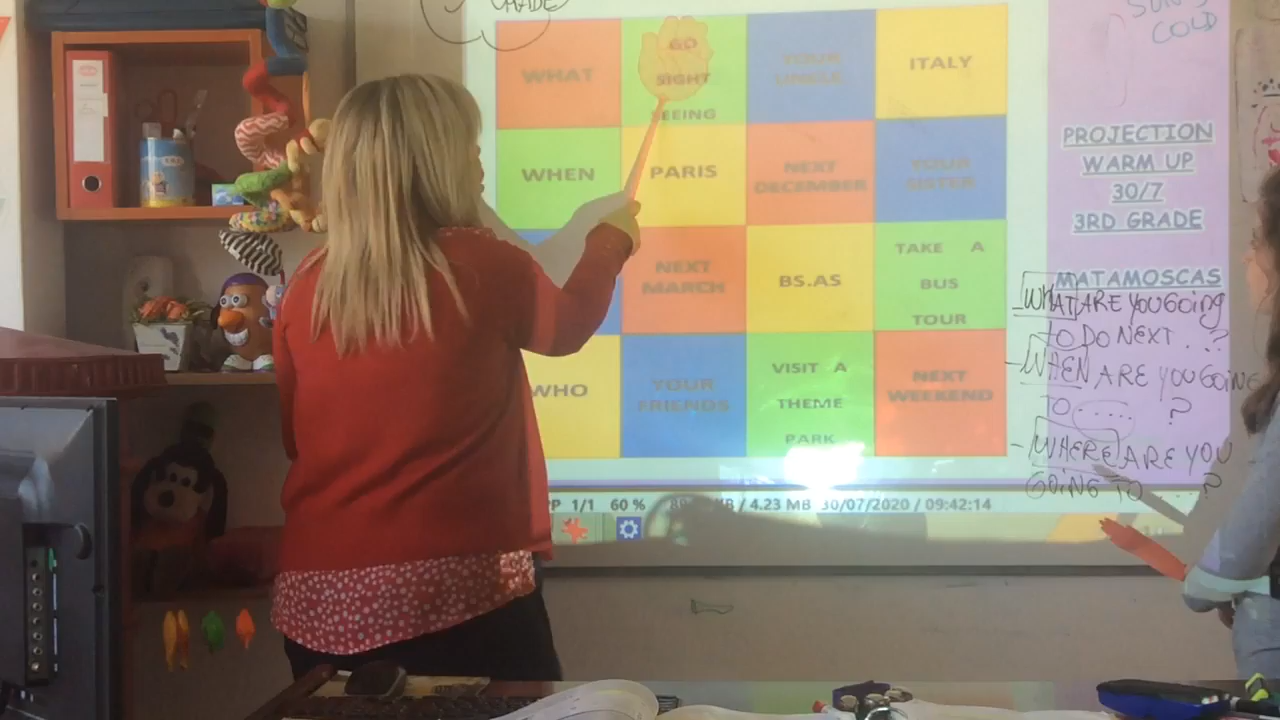 MADE
SUNS
COLD
WHAT
GO
SIGHT
SEEING
YOUR
UNCLE
ITALY
WHEN
PARIS
NEXT
DECEMBER
YOUR
SISTER
NEXT
MARCH
BS.AS
TAKE A
BUS
TOUR
WHO
YOUR
FRIENDS
VISIT A
THEME
PARK
NEXT
WEEKEND
PROJECTION
WARM UP
30/7
3RD GRADE
MATAMOSCAS
WHAT ARE YOU GOING
TO DO NEXT . . ?
- WHEN ARE YOU GOING
TO ..... ?
- WHERE ARE YOU
GOING TO . . ?
1/1 60 % / 4.23 MB 30/07/2020 / 09:42:14